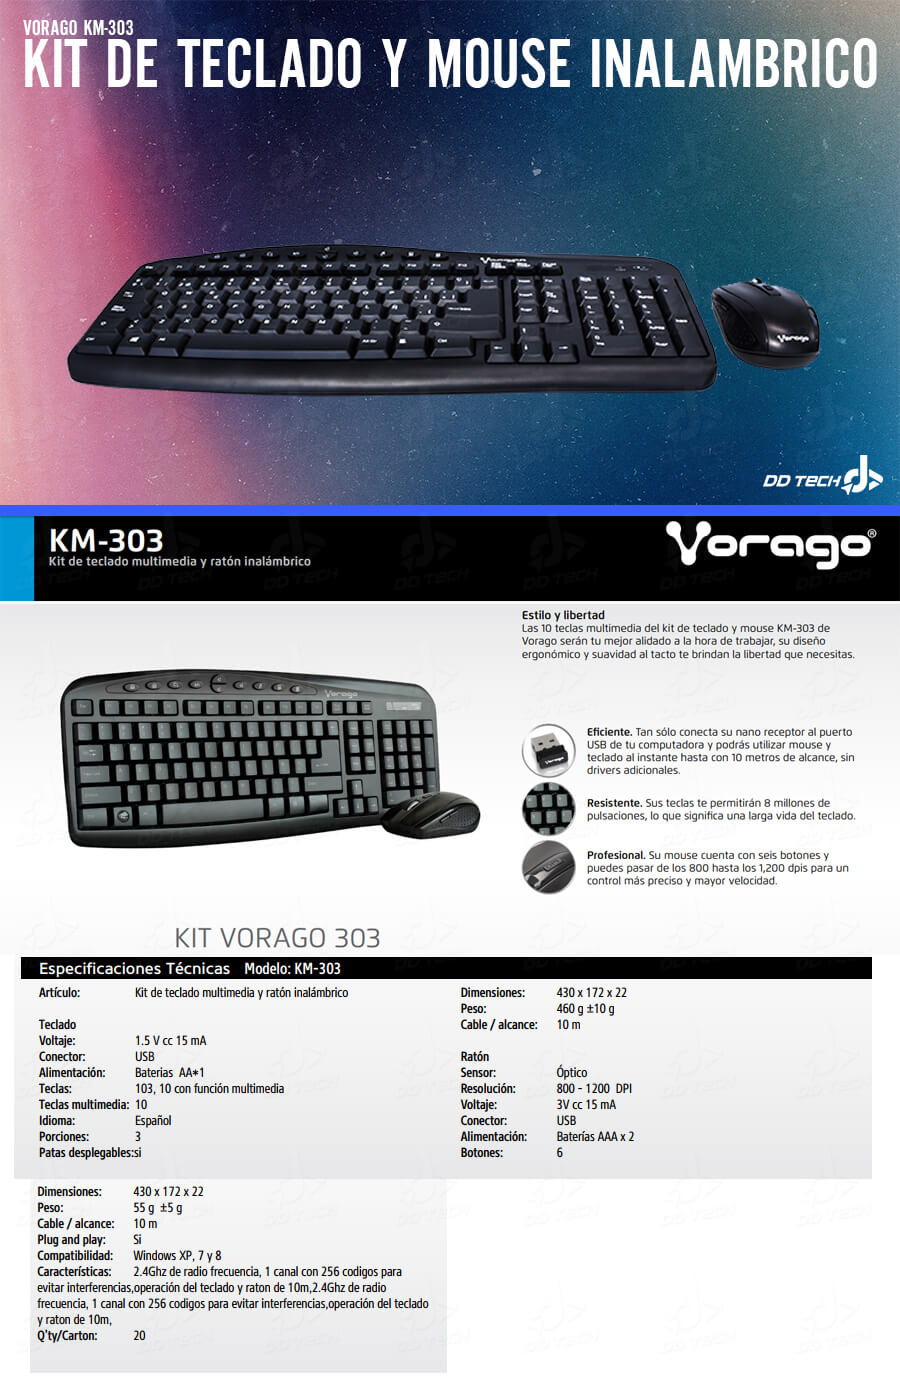 VORAGO KM-303
KIT DE TECLADO Y MOUSE INALAMBRICO
Vorago
Vorago
DD TECH
KM-303
Kit de teclado multimedia y ratón inalámbrico
Vorago®
Estilo y libertad
Las 10 teclas multimedia del kit de teclado y mouse KM-303 de
Vorago serán tu mejor alidado a la hora de trabajar, su diseño
ergonómico y suavidad al tacto te brindan la libertad que necesitas.
Vorago
Eficiente. Tan sólo conecta su nano receptor al puerto
USB de tu computadora y podrás utilizar mouse y
teclado al instante hasta con 10 metros de alcance, sin
drivers adicionales.
Resistente. Sus teclas te permitirán 8 millones de
pulsaciones, lo que significa una larga vida del teclado.
Profesional. Su mouse cuenta con seis botones y
puedes pasar de los 800 hasta los 1,200 dpis para un
control más preciso y mayor velocidad.
KIT VORAGO 303
Especificaciones Técnicas Modelo: KM-303
Artículo: Kit de teclado multimedia y ratón inalámbrico
Teclado
Voltaje: 1.5 V cc 15 mA
Conector: USB
Alimentación: Baterias AA*1
Teclas: 103, 10 con función multimedia
Teclas multimedia: 10
Idioma: Español
Porciones: 3
Patas desplegables:si
Dimensiones: 430 x 172 x 22
Peso: 460 g ±10 g
Cable / alcance: 10 m
Ratón
Sensor: Óptico
Resolución: 800 - 1200 DPI
Voltaje: 3V cc 15 mA
Conector: USB
Alimentación: Baterías AAA x 2
Botones: 6
Dimensiones: 430 x 172 x 22
Peso: 55 g ±5 g
Cable / alcance: 10 m
Plug and play: Si
Compatibilidad: Windows XP, 7 y 8
Características: 2.4Ghz de radio frecuencia, 1 canal con 256 codigos para
evitar interferencias,operación del teclado y raton de 10m,2.4Ghz de radio
frecuencia, 1 canal con 256 codigos para evitar interferencias,operación del teclado
y raton de 10m,
Q'ty/Carton: 20